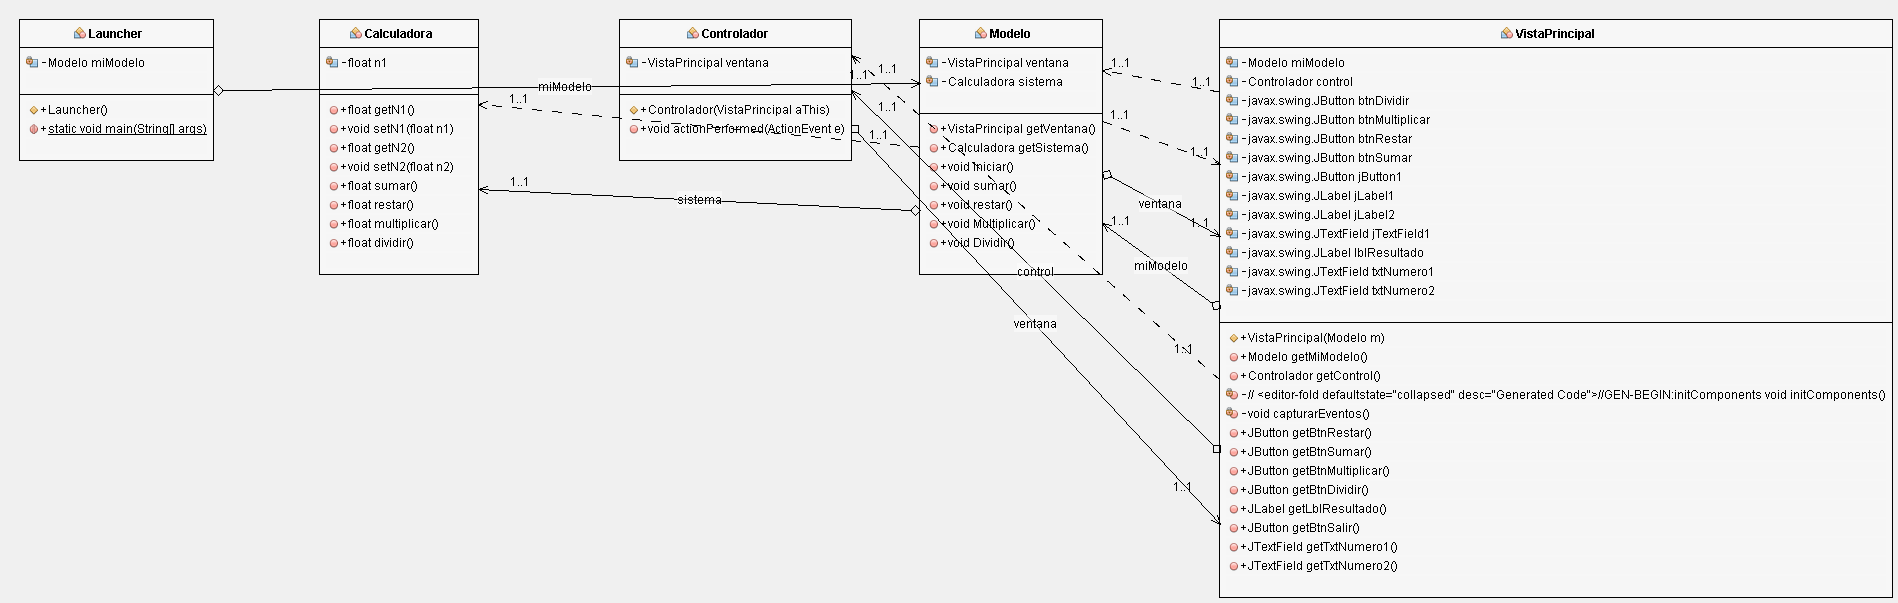 Launcher
-Modelo miModelo
+Launcher()
+static void main(String[] args)
Calculadora
-float n1
+float getN1()
+void setN1(float n1)
+float getN2()
+void setN2(float n2)
+float sumar()
+float restar()
+float multiplicar()
+float dividir()
Controlador
-VistaPrincipal ventana
+Controlador(VistaPrincipal aThis)
+void actionPerformed(ActionEvent e)
Modelo
-VistaPrincipal ventana
-Calculadora sistema
+VistaPrincipal getVentana()
+Calculadora getSistema()
+void Iniciar()
+void sumar()
+void restar()
+void Multiplicar()
+void Dividir()
VistaPrincipal
-Modelo miModelo
-Controlador control
-javax.swing.JButton btnDividir
-javax.swing.JButton btnMultiplicar
-javax.swing.JButton btnRestar
-javax.swing.JButton btnSumar
-javax.swing.JButton jButton1
-javax.swing.JLabel jLabel1
-javax.swing.JLabel jLabel2
-javax.swing.JTextField jTextField1
-javax.swing.JLabel lblResultado
-javax.swing.JTextField txtNumero1
-javax.swing.JTextField txtNumero2
+VistaPrincipal(Modelo m)
+Modelo getMiModelo()
+Controlador getControl()
-// <editor-fold defaultstate="collapsed" desc="Generated Code">//GEN-BEGIN:initComponents void initComponents()
-void capturarEventos()
+JButton getBtnRestar()
+JButton getBtnSumar()
+JButton getBtnMultiplicar()
+JButton getBtnDividir()
+JLabel getLblResultado()
+JButton getBtnSalir()
+JTextField getTxtNumero1()
+JTextField getTxtNumero2()
miModelo
1..1
1..1
1..1
1..1
1..1
sistema
1..1
1..1
1..1
1..1
1..1
ventana
1..1
1..1
miModelo
control
ventana
1..1
1..1